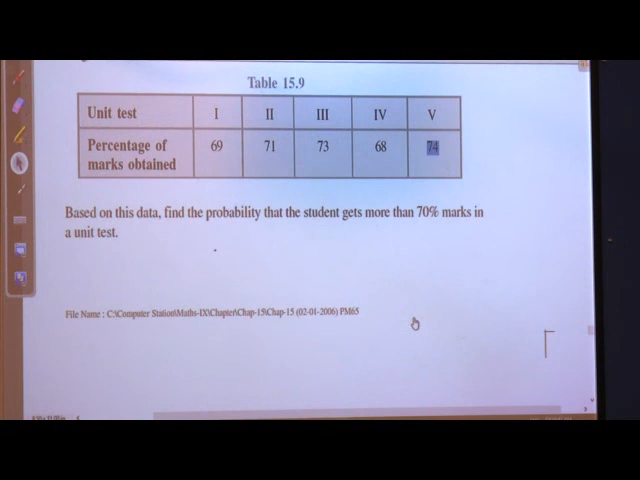 Table 15.9
Unit test I II III IV V
Percentage of marks obtained 69 71 73 68 74
Based on this data, find the probability that the student gets more than 70% marks in
a unit test.
File Name : C:\Computer Station\Maths-IX\Chapter\Chap-15\Chap-15 (02-01-2006) PM65